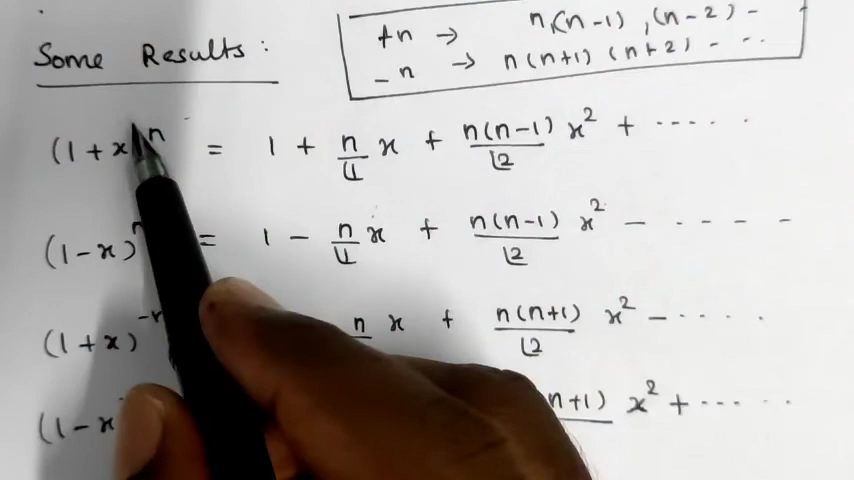 Some Results :
+n → n(n-1), (n-2) - -
-n → n(n+1) (n+2) - - ..
(1+x)ⁿ = 1 + n/⌊1 x + n(n-1)/⌊2 x² + ......
(1-x)ⁿ = 1 - n/⌊1 x + n(n-1)/⌊2 x² - - - - -
(1+x)⁻ⁿ n x + n(n+1)/⌊2 x² - .....
(1-x n+1) x² + ......